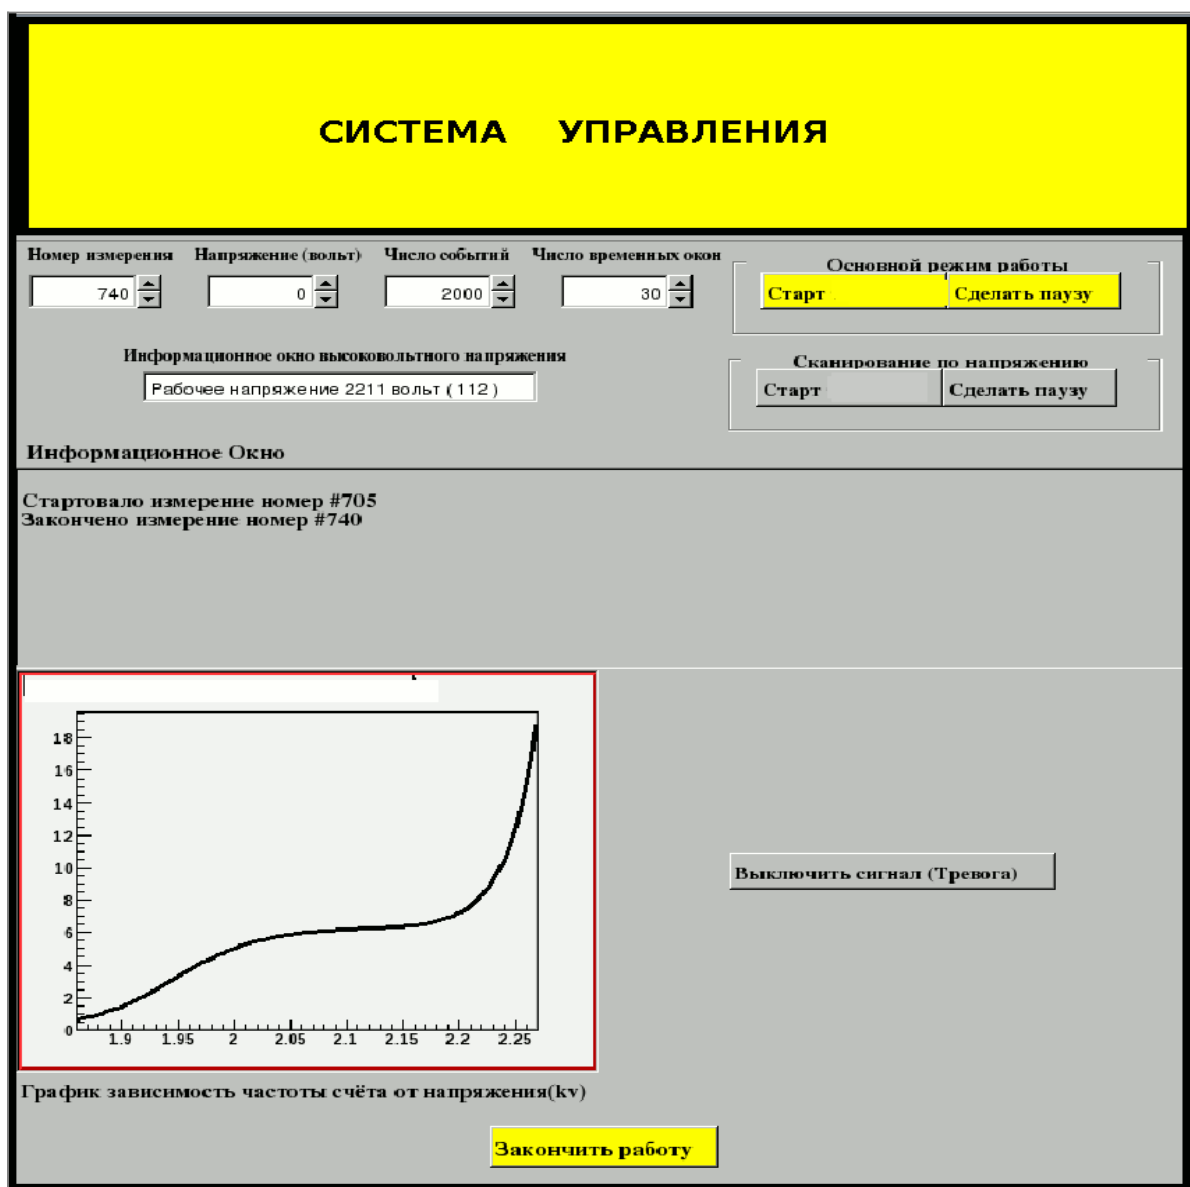 СИСТЕМА УПРАВЛЕНИЯ
Номер измерения Напряжение (вольт) Число событий Число временных окон
740 0 2000 30
Основной режим работы
Старт Сделать паузу
Информационное окно высоковольтного напряжения
Рабочее напряжение 2211 вольт ( 112 )
Сканирование по напряжению
Старт Сделать паузу
Информационное Окно
Стартовало измерение номер #705
Закончено измерение номер #740
18
16
14
12
10
8
6
4
2
0
1.9 1.95 2 2.05 2.1 2.15 2.2 2.25
Выключить сигнал (Тревога)
График зависимость частоты счёта от напряжения(kv)
Закончить работу